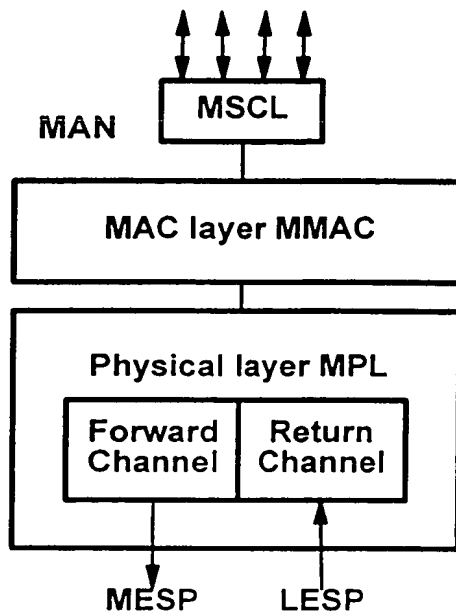 MSCL
MAN
MAC layer MMAC
Physical layer MPL
Forward
Channel
Return
Channel
MESP
LESP